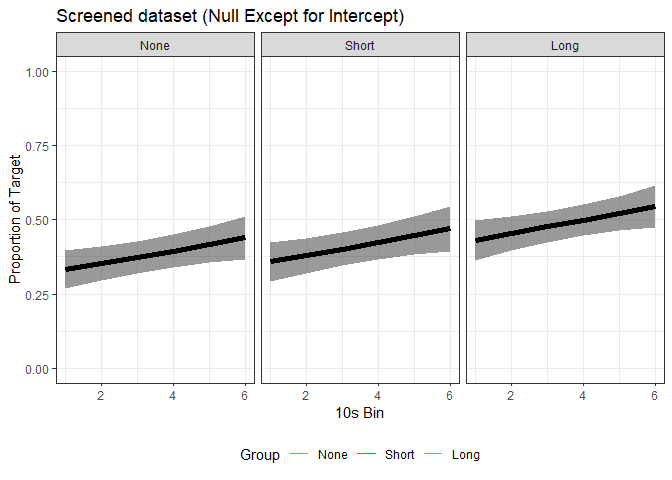 Screened dataset (Null Except for Intercept)
None Short Long
Proportion of Target
1.00
0.75
0.50
0.25
0.00
2 4 6 2 4 6 2 4 6
10s Bin
Group None Short Long